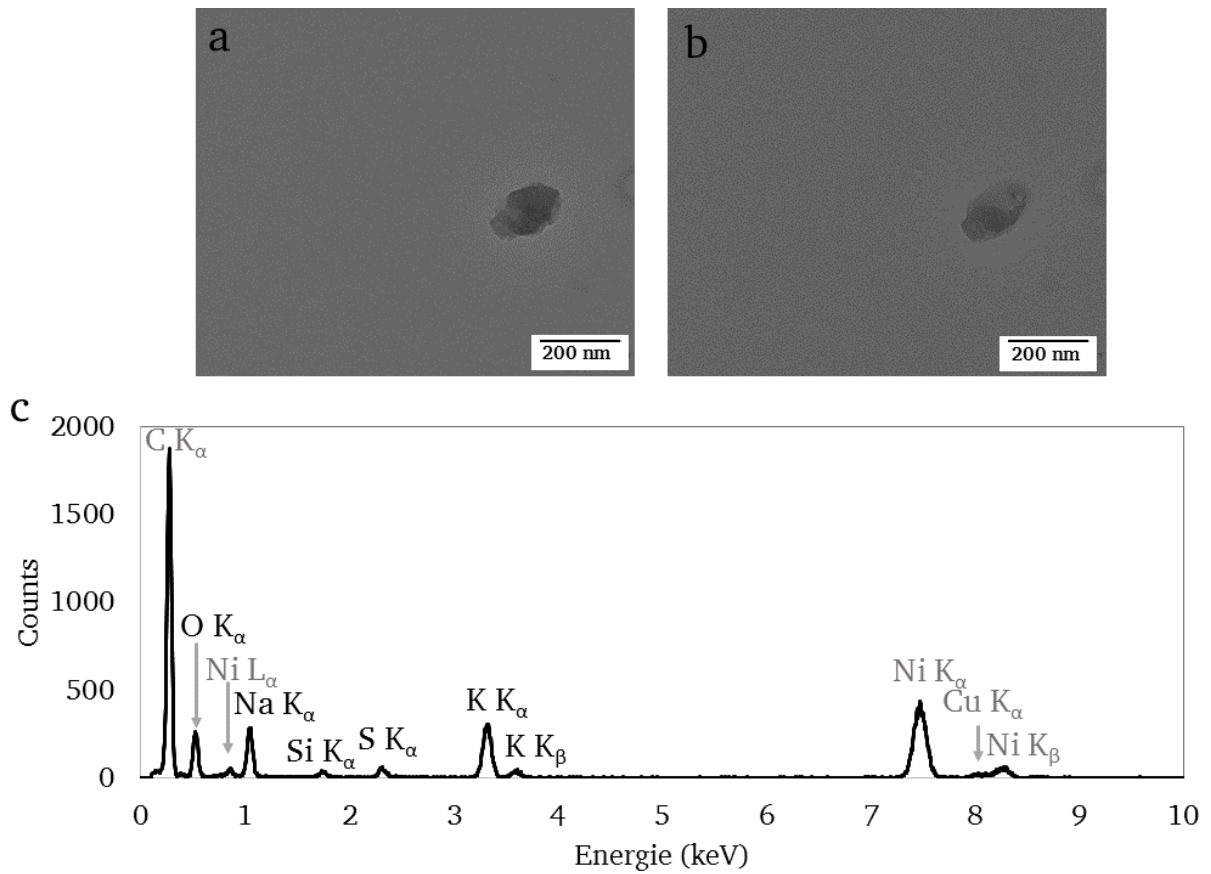 a
b
200 nm
200 nm
c
2000
1500
1000
500
0
Counts
C Kα
O Kα
Ni Lα
Na Kα
Si Kα
S Kα
K Kα
K Kβ
Ni Kα
Cu Kα
Ni Kβ
0 1 2 3 4 5 6 7 8 9 10
Energie (keV)